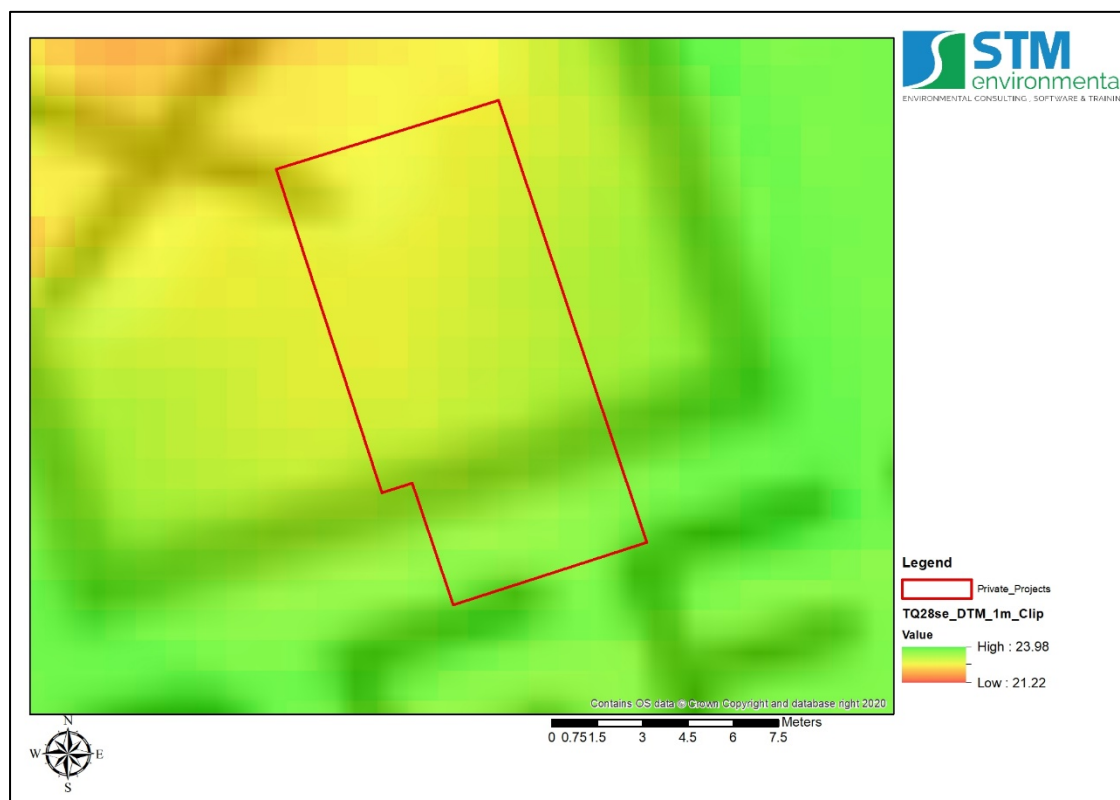 STM
environmental
ENVIRONMENTAL CONSULTING , SOFTWARE & TRAINING
Legend
Private_Projects
TQ28se_DTM_1m_Clip
Value
High : 23.98
Low : 21.22
Contains OS data © Crown Copyright and database right 2020
Meters
0 0.751.5 3 4.5 6 7.5
N
W E
S